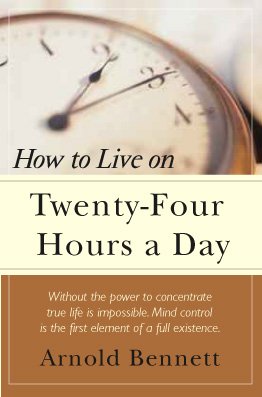 How to Live on
Twenty-Four
Hours a Day
Without the power to concentrate
true life is impossible. Mind control
is the first element of a full existence.
Arnold Bennett